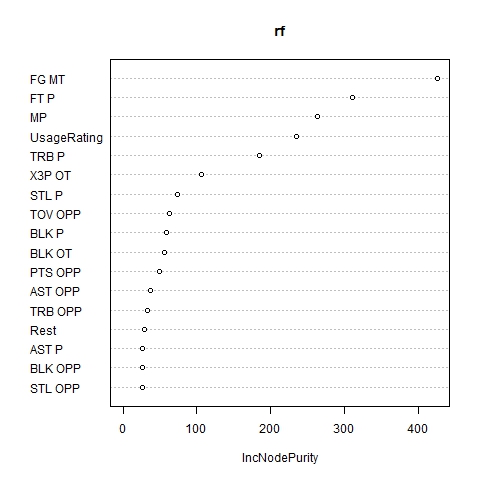 rf
FG MT
FT P
MP
UsageRating
TRB P
X3P OT
STL P
TOV OPP
BLK P
BLK OT
PTS OPP
AST OPP
TRB OPP
Rest
AST P
BLK OPP
STL OPP
0 100 200 300 400
IncNodePurity